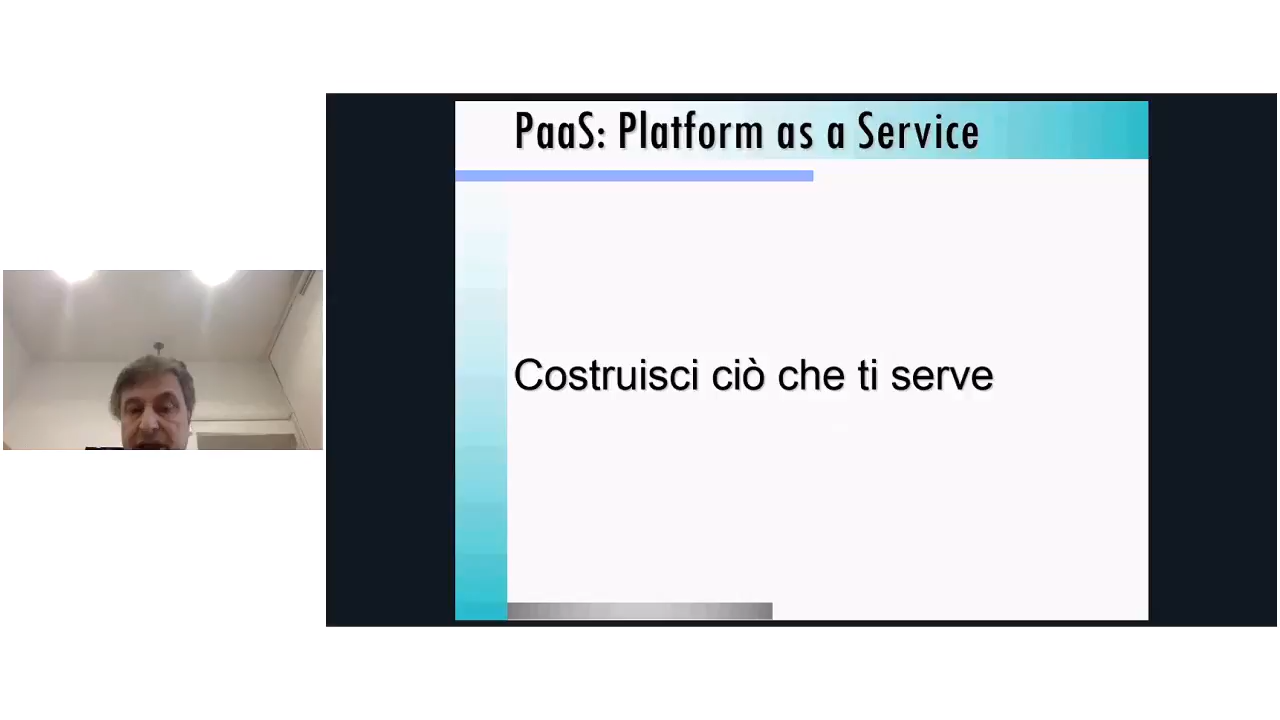 PaaS: Platform as a Service
Costruisci ciò che ti serve